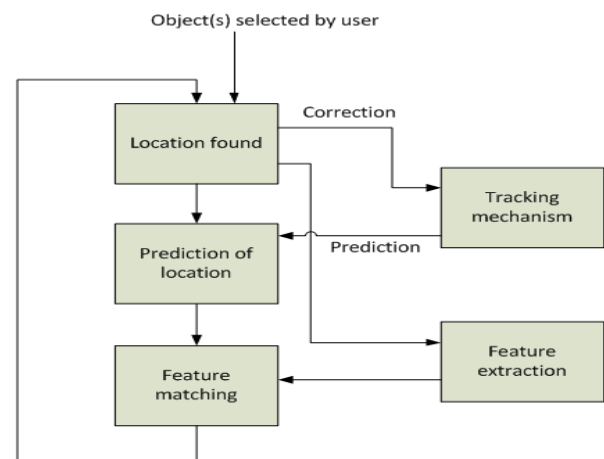 Object(s) selected by user
Correction
Location found
Tracking
mechanism
Prediction of
location
Prediction
Feature
matching
Feature
extraction